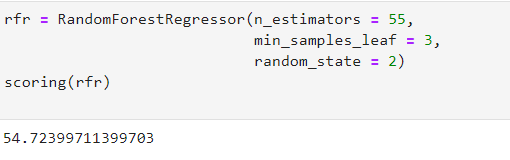 rfr = RandomForestRegressor(n_estimators = 55,
min_samples_leaf = 3,
random_state = 2)
scoring(rfr)
54.72399711399703